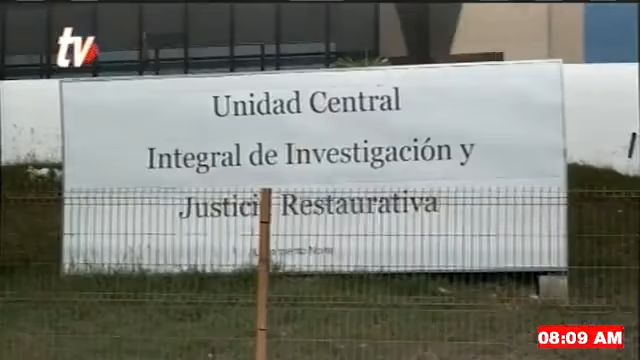 tv
Unidad Central
Integral de Investigación y
Justicia Restaurativa
08:09 AM